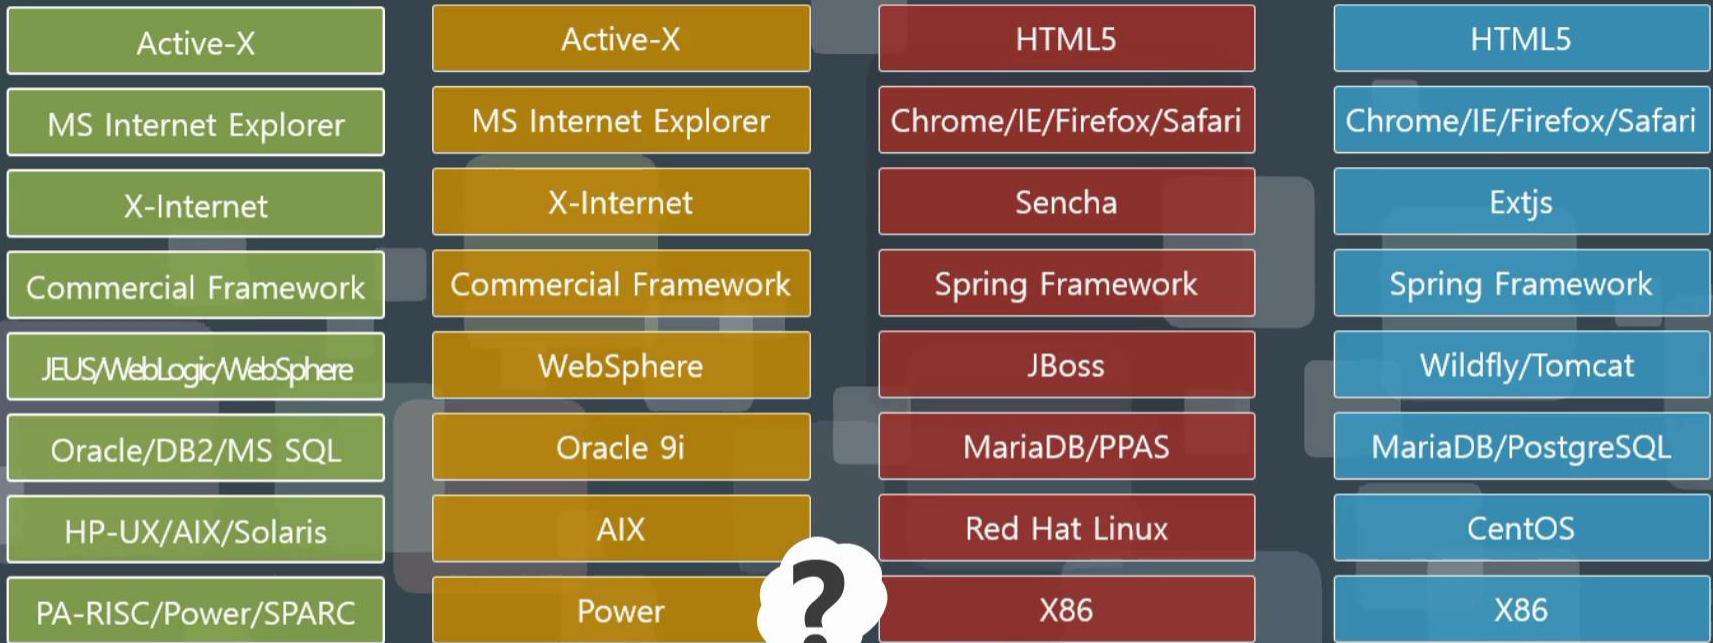 Active-X
MS Internet Explorer
X-Internet
Commercial Framework
JEUS/WebLogic/WebSphere
Oracle/DB2/MS SQL
HP-UX/AIX/Solaris
PA-RISC/Power/SPARC
Active-X
MS Internet Explorer
X-Internet
Commercial Framework
WebSphere
Oracle 9i
AIX
Power
?
HTML5
Chrome/IE/Firefox/Safari
Sencha
Spring Framework
JBoss
MariaDB/PPAS
Red Hat Linux
X86
HTML5
Chrome/IE/Firefox/Safari
Extjs
Spring Framework
Wildfly/Tomcat
MariaDB/PostgreSQL
CentOS
X86